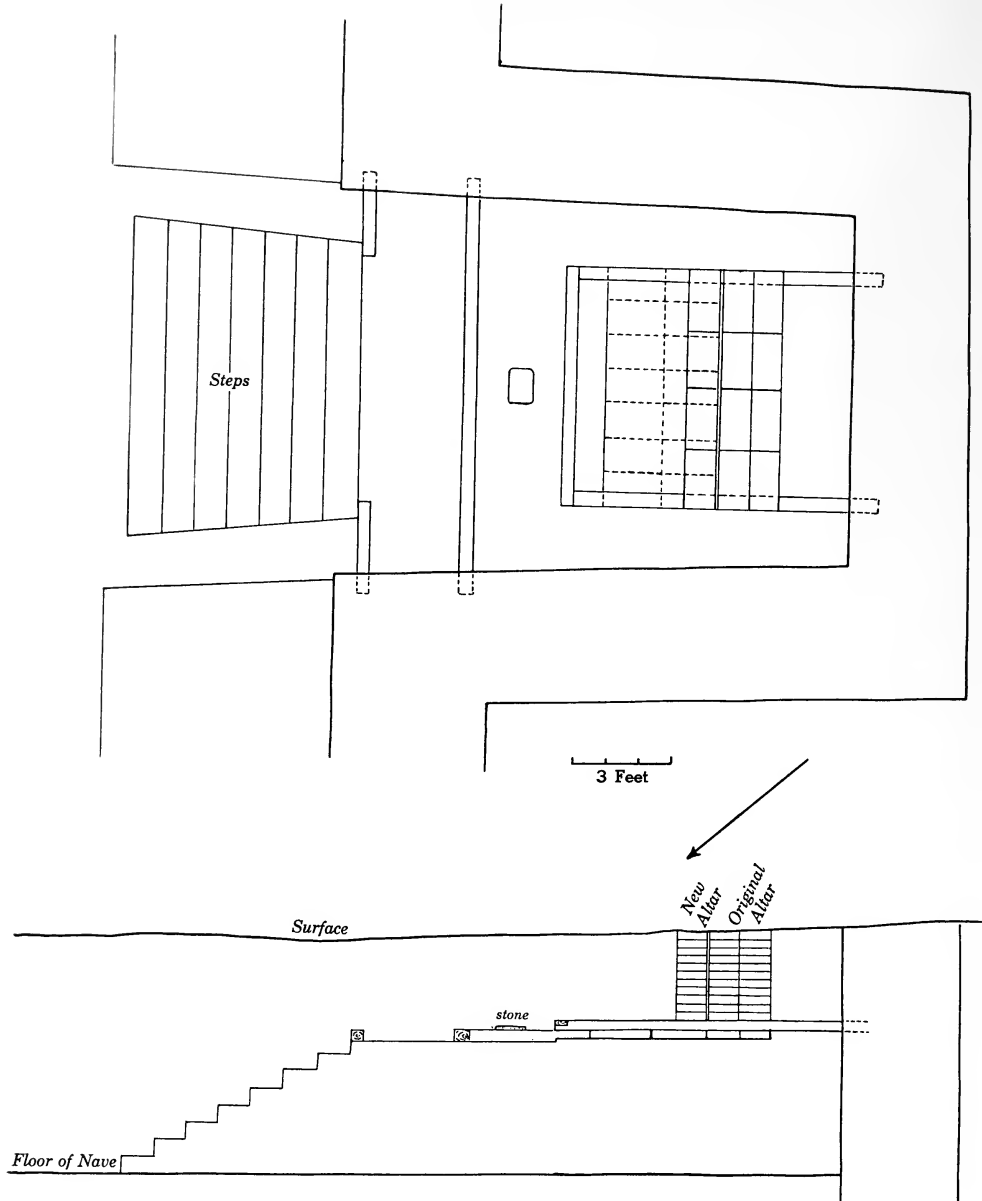 Steps
3 Feet
New
Altar
Original
Altar
Surface
stone
Floor of Nave